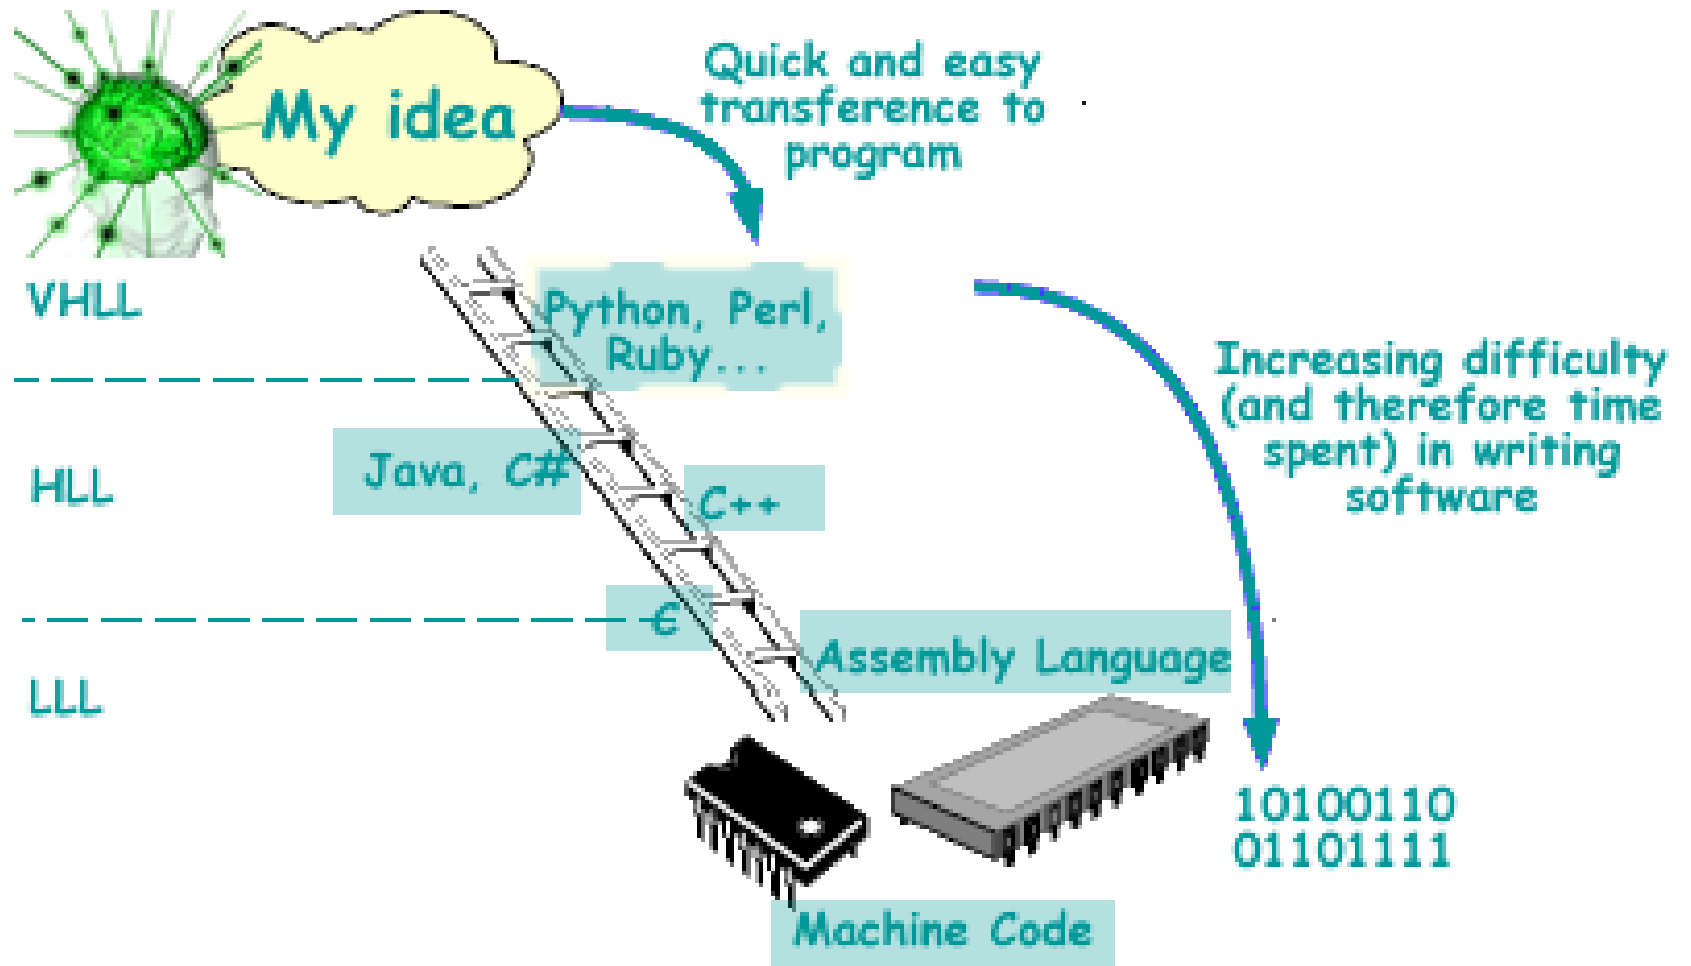 My idea
Quick and easy
transference to
program
VHLL
Python, Perl,
Ruby...
Increasing difficulty
(and therefore time
spent) in writing
software
HLL
Java, C#
C++
C
Assembly Language
LLL
10100110
01101111
Machine Code